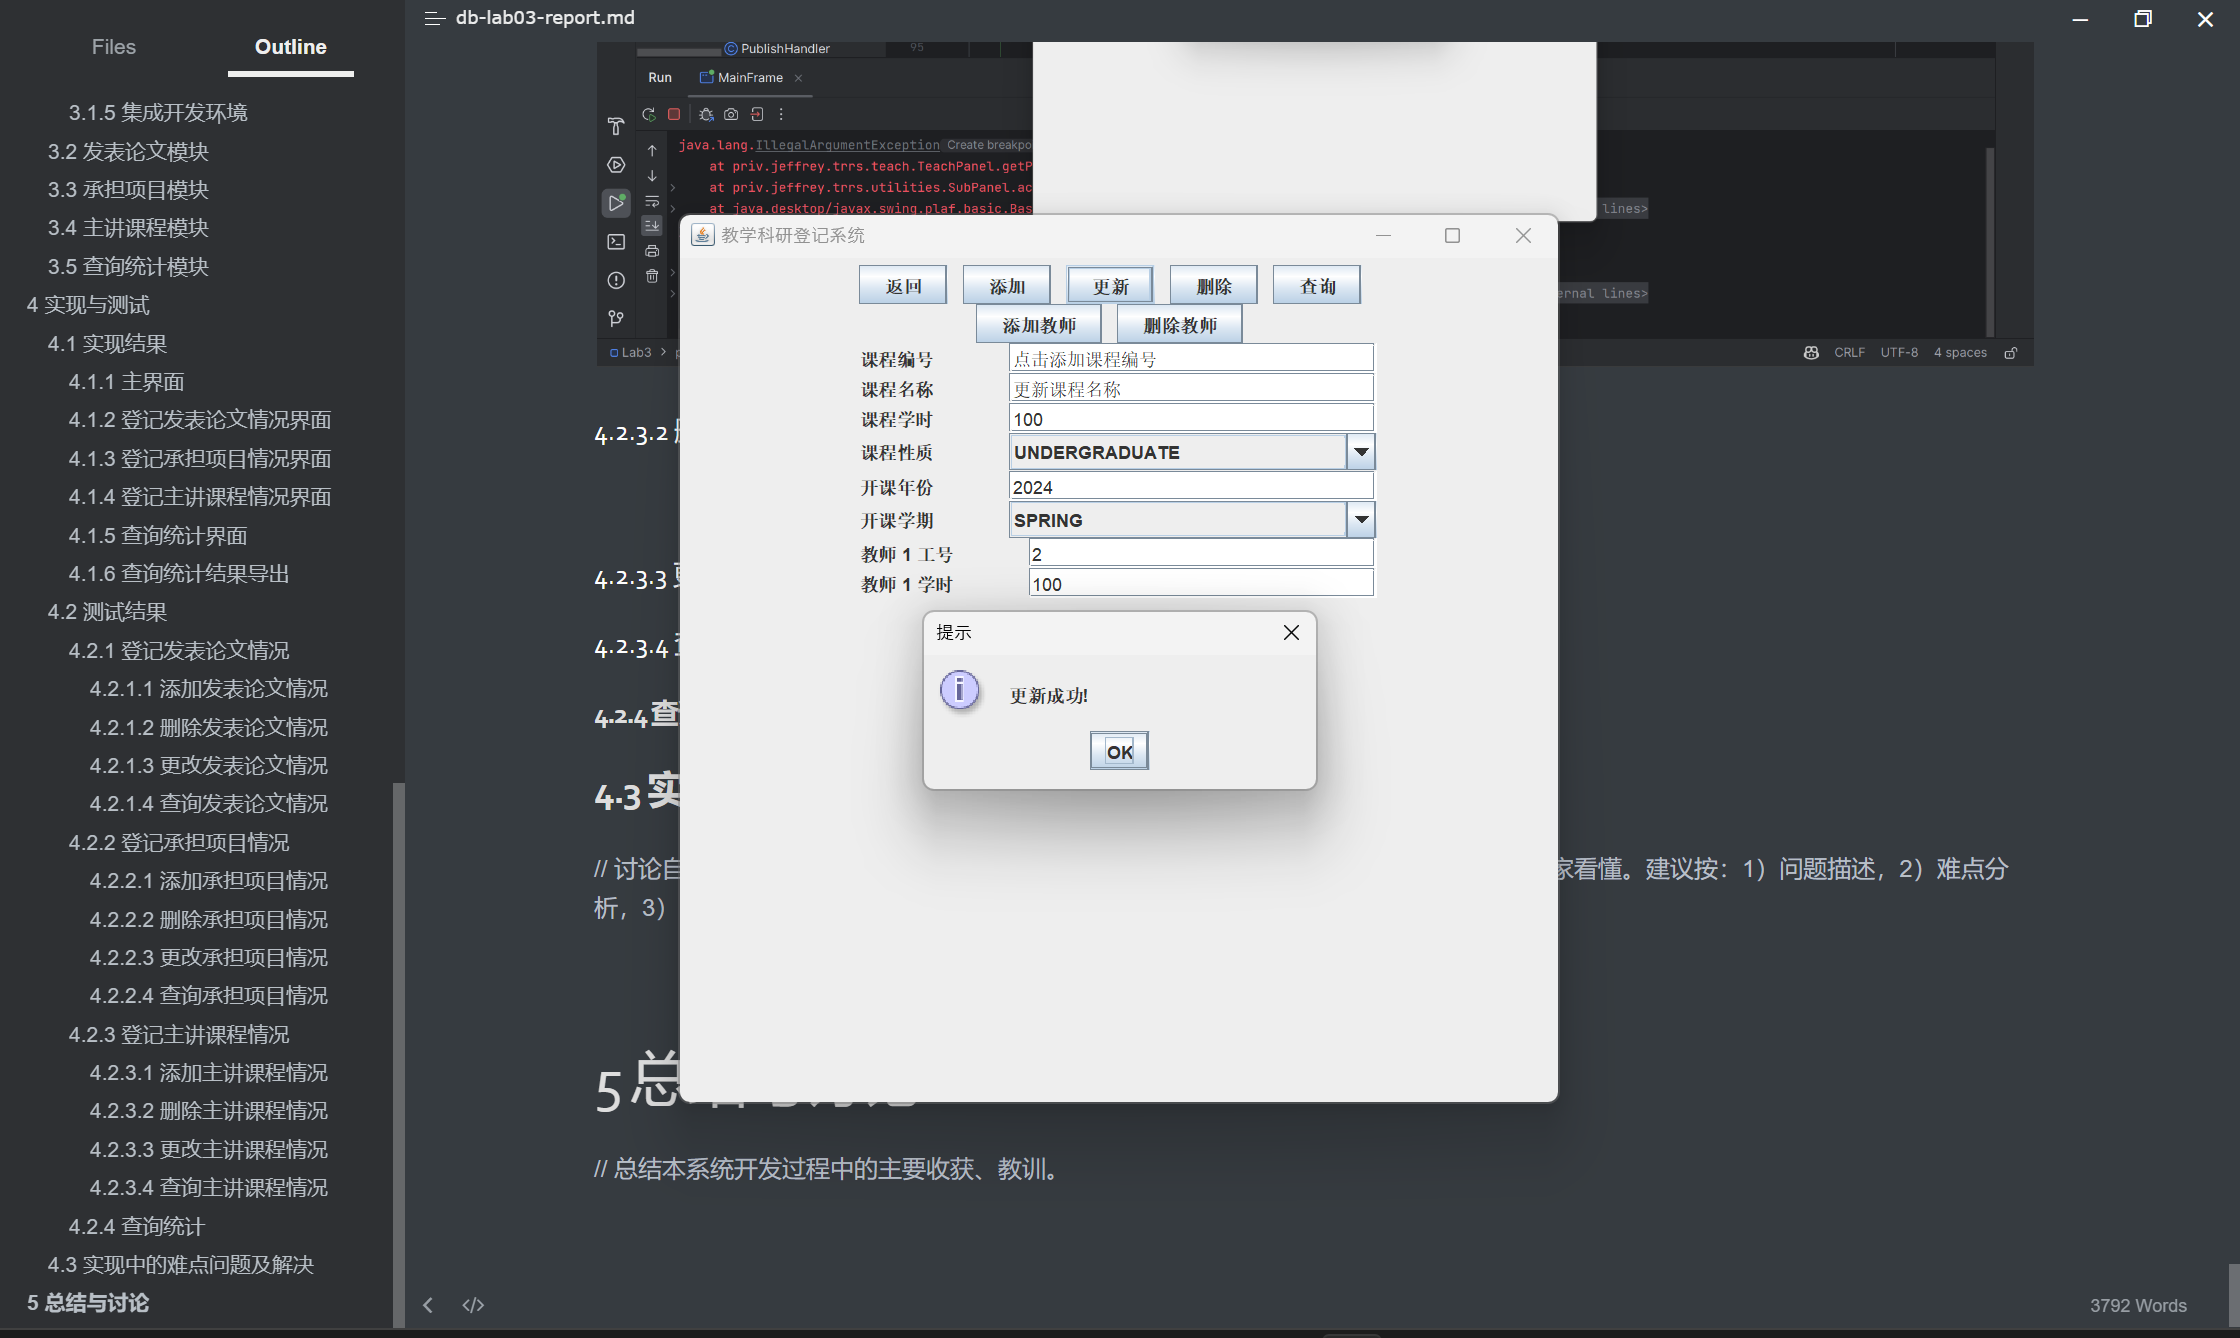 Files
Outline
3.1.5 集成开发环境
3.2 发表论文模块
3.3 承担项目模块
3.4 主讲课程模块
3.5 查询统计模块
4 实现与测试
4.1 实现结果
4.1.1 主界面
4.1.2 登记发表论文情况界面
4.1.3 登记承担项目情况界面
4.1.4 登记主讲课程情况界面
4.1.5 查询统计界面
4.1.6 查询统计结果导出
4.2 测试结果
4.2.1 登记发表论文情况
4.2.1.1 添加发表论文情况
4.2.1.2 删除发表论文情况
4.2.1.3 更改发表论文情况
4.2.1.4 查询发表论文情况
4.2.2 登记承担项目情况
4.2.2.1 添加承担项目情况
4.2.2.2 删除承担项目情况
4.2.2.3 更改承担项目情况
4.2.2.4 查询承担项目情况
4.2.3 登记主讲课程情况
4.2.3.1 添加主讲课程情况
4.2.3.2 删除主讲课程情况
4.2.3.3 更改主讲课程情况
4.2.3.4 查询主讲课程情况
4.2.4 查询统计
4.3 实现中的难点问题及解决
5 总结与讨论
db-lab03-report.md
PublishHandler
95
Run
MainFrame
java.lang.IllegalArgumentException Create breakpo
at priv.jeffrey.trrs.teach.TeachPanel.getP
at priv.jeffrey.trrs.utilities.SubPanel.ac
at java.desktop/javax.swing.plaf.basic.Bas
lines>
ernal lines>
Lab3
CRLF
UTF-8
4 spaces
教学科研登记系统
返回
添加
更新
删除
查询
添加教师
删除教师
课程编号
点击添加课程编号
课程名称
更新课程名称
课程学时
100
课程性质
UNDERGRADUATE
开课年份
2024
开课学期
SPRING
教师 1 工号
2
教师 1 学时
100
提示
更新成功!
OK
4.2.3.2
4.2.3.3
4.2.3.4
4.2.4 查
4.3 实
// 讨论自
家看懂。建议按：1）问题描述，2）难点分
析，3）
5 总
// 总结本系统开发过程中的主要收获、教训。
3792 Words